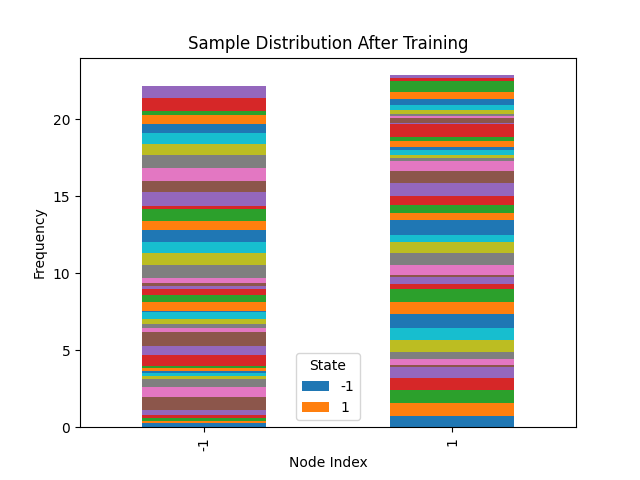 Sample Distribution After Training
Frequency
20
15
10
5
0
State
-1
1
-1
1
Node Index